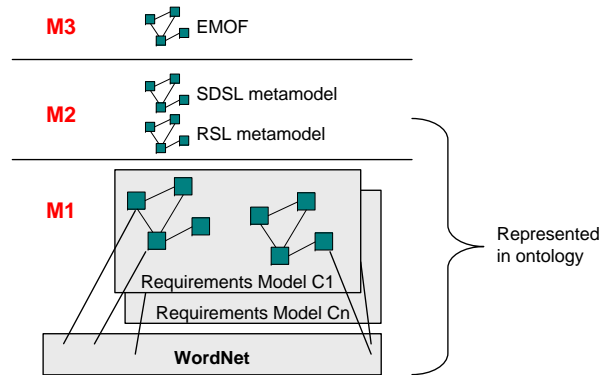 M3 EMOF
SDSL metamodel
M2
RSL metamodel
M1
Represented
in ontology
Requirements Model C1
Requirements Model Cn
WordNet